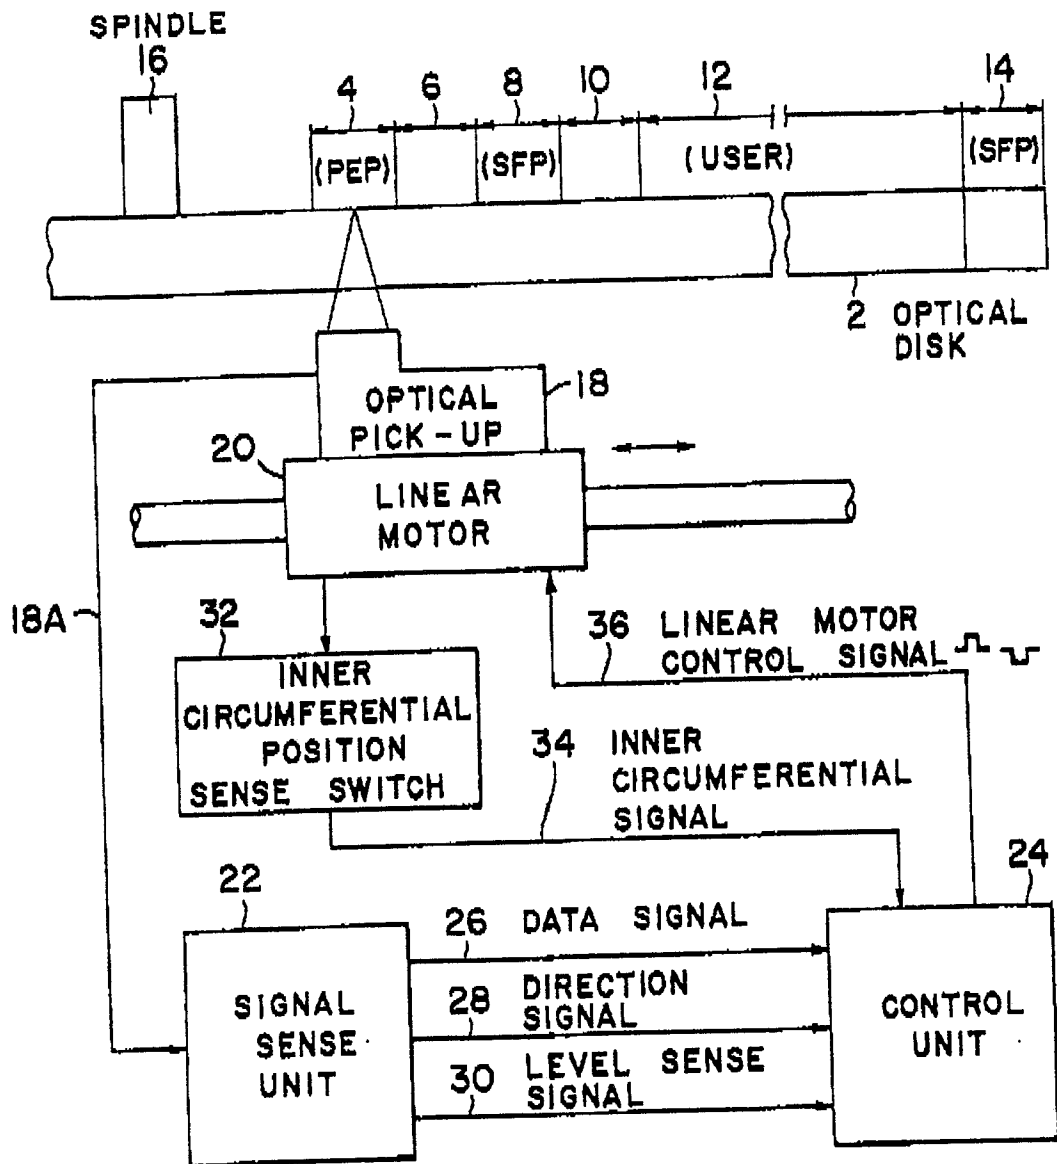 SPINDLE
16
4 6 8 10 12 14
(PEP) (SFP) (USER) (SFP)
2 OPTICAL
DISK
OPTICAL
PICK-UP
18
20
LINEAR
MOTOR
18A
32
INNER
CIRCUMFERENTIAL
POSITION
SENSE SWITCH
36 LINEAR MOTOR
CONTROL SIGNAL
34 INNER
CIRCUMFERENTIAL
SIGNAL
22
SIGNAL
SENSE
UNIT
26 DATA SIGNAL
28 DIRECTION
SIGNAL
30 LEVEL SENSE
SIGNAL
24
CONTROL
UNIT